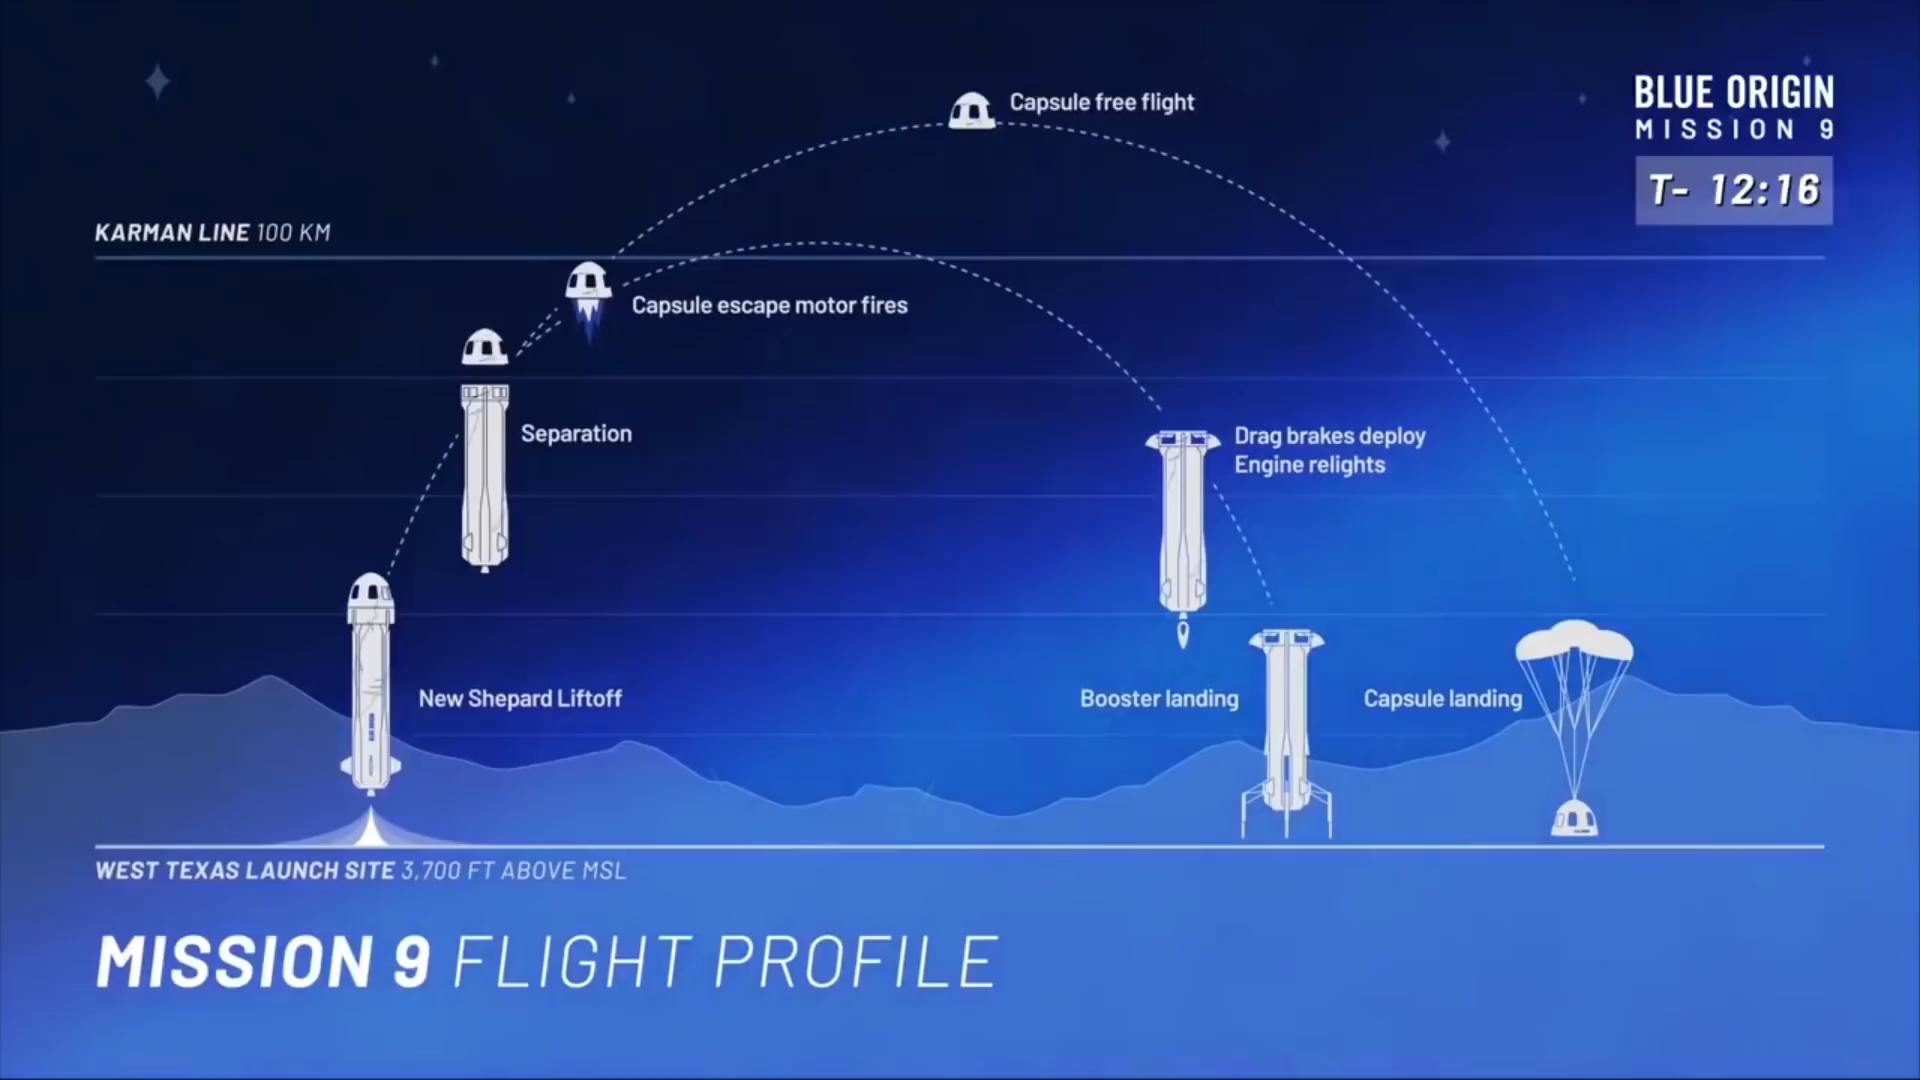 Capsule free flight
BLUE ORIGIN
MISSION 9
T- 12:16
KARMAN LINE 100 KM
Capsule escape motor fires
Separation
Drag brakes deploy
Engine relights
New Shepard Liftoff
Booster landing
Capsule landing
WEST TEXAS LAUNCH SITE 3,700 FT ABOVE MSL
MISSION 9 FLIGHT PROFILE